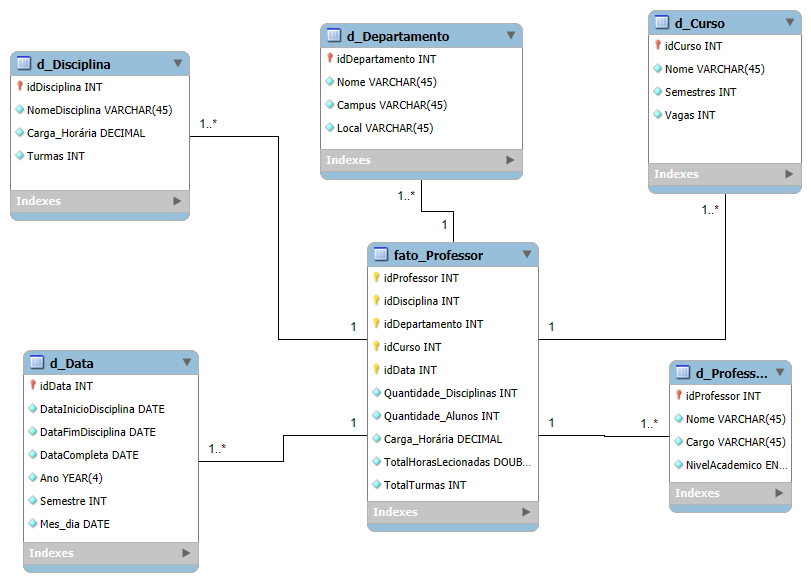 d_Disciplina
idDisciplina INT
NomeDisciplina VARCHAR(45)
Carga_Horária DECIMAL
Turmas INT
Indexes
d_Departamento
idDepartamento INT
Nome VARCHAR(45)
Campus VARCHAR(45)
Local VARCHAR(45)
Indexes
d_Curso
idCurso INT
Nome VARCHAR(45)
Semestres INT
Vagas INT
Indexes
1..*
1..*
1..*
1
fato_Professor
idProfessor INT
idDisciplina INT
idDepartamento INT
idCurso INT
idData INT
Quantidade_Disciplinas INT
Quantidade_Alunos INT
Carga_Horária DECIMAL
TotalHorasLecionadas DOUB...
TotalTurmas INT
Indexes
1
1
1
1
d_Data
idData INT
DataInicioDisciplina DATE
DataFimDisciplina DATE
DataCompleta DATE
Ano YEAR(4)
Semestre INT
Mes_dia DATE
Indexes
1..*
1..*
d_Profess...
idProfessor INT
Nome VARCHAR(45)
Cargo VARCHAR(45)
NivelAcademico EN...
Indexes